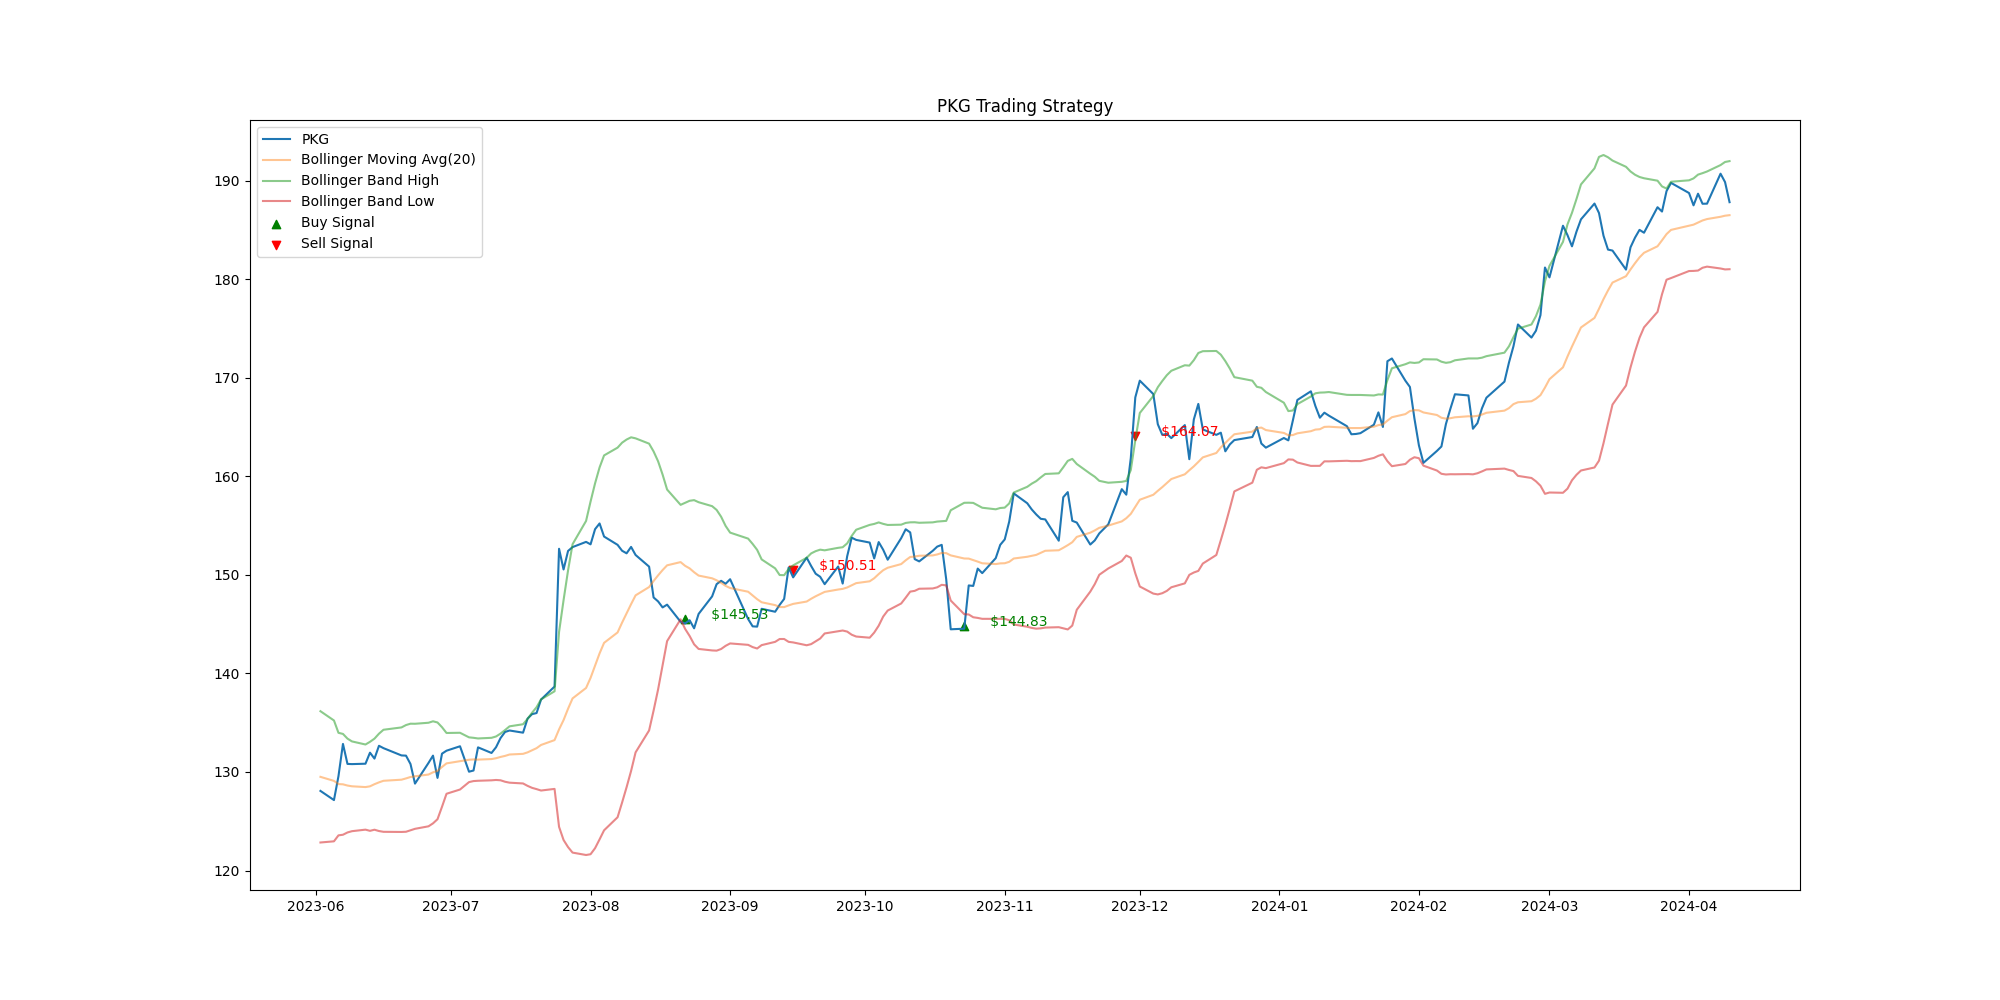 PKG Trading Strategy
PKG
Bollinger Moving Avg(20)
Bollinger Band High
Bollinger Band Low
Buy Signal
Sell Signal
190
180
170
160
150
140
130
120
$164.07
$150.51
$145.53
$144.83
2023-06 2023-07 2023-08 2023-09 2023-10 2023-11 2023-12 2024-01 2024-02 2024-03 2024-04